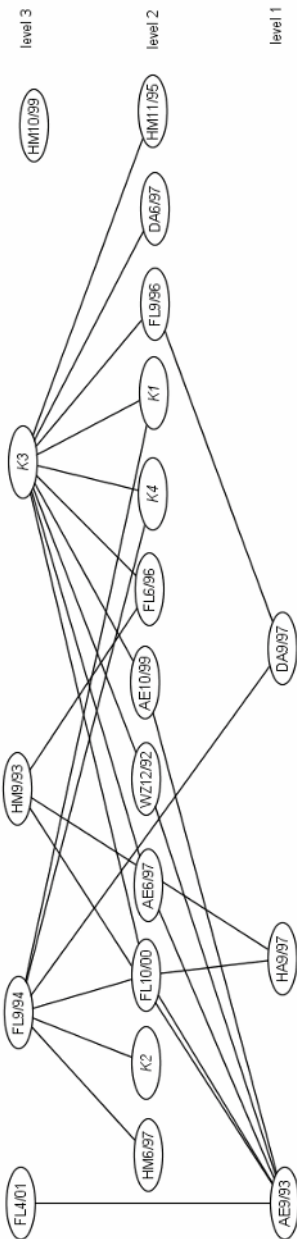 FL4/01 FL9/94 HM9/93 K3 HM10/99 level 3
HM6/97 K2 FL10/00 AE6/97 WZ12/92 AE10/99 FL6/96 K4 K1 FL9/96 DA6/97 HM11/95 level 2
AE9/93 HA9/97 DA9/97 level 1